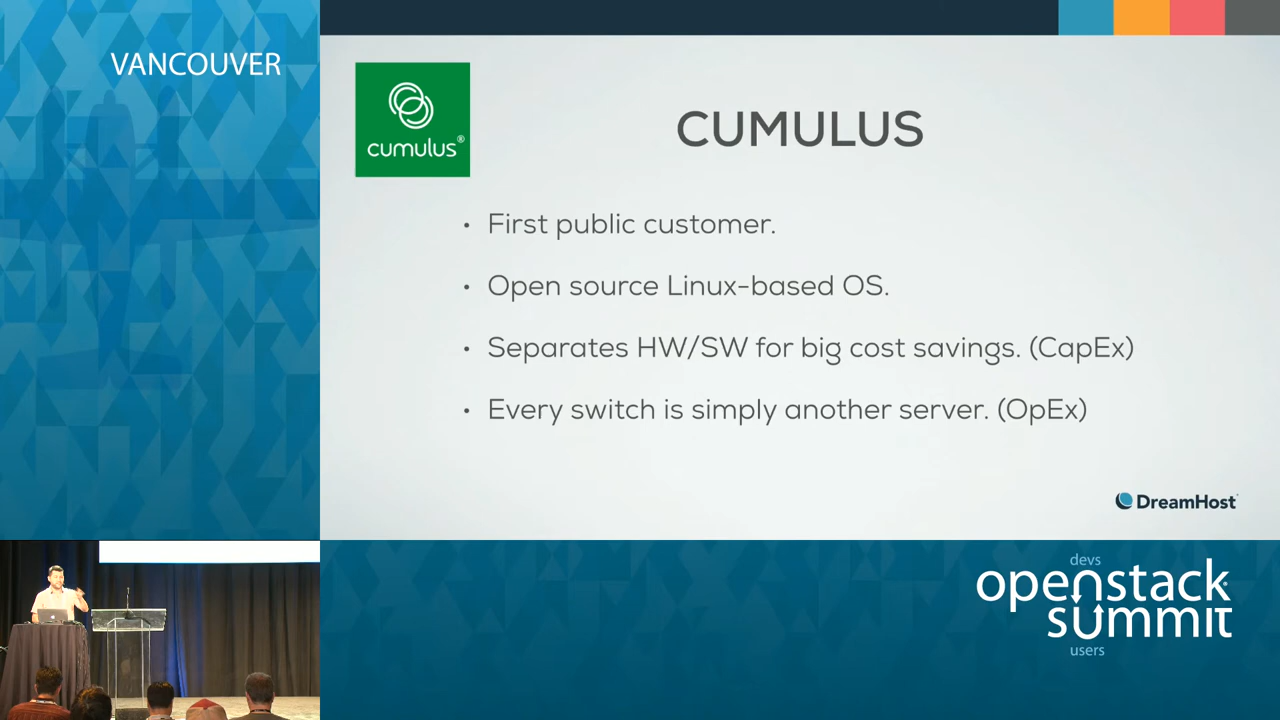 VANCOUVER
cumulus®
CUMULUS
• First public customer.
• Open source Linux-based OS.
• Separates HW/SW for big cost savings. (CapEx)
• Every switch is simply another server. (OpEx)
DreamHost
devs
openstack
summit
users